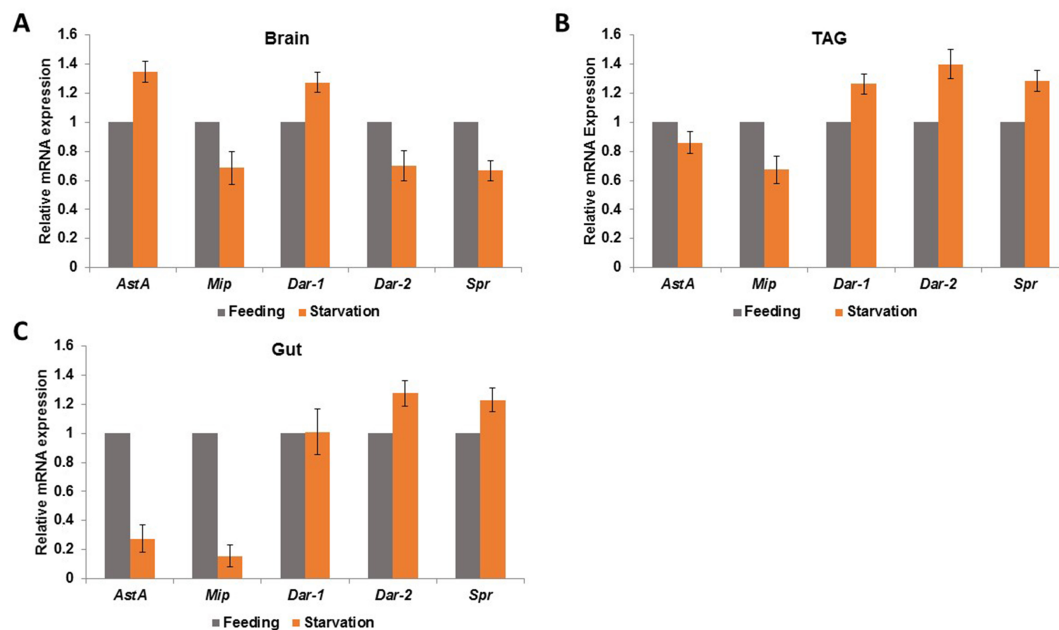 A
Brain
Relative mRNA expression
1.6
1.4
1.2
1
0.8
0.6
0.4
0.2
0
AstA Mip Dar-1 Dar-2 Spr
Feeding Starvation
B
TAG
Relative mRNA Expression
1.6
1.4
1.2
1
0.8
0.6
0.4
0.2
0
AstA Mip Dar-1 Dar-2 Spr
Feeding Starvation
C
Gut
Relative mRNA expression
1.6
1.4
1.2
1
0.8
0.6
0.4
0.2
0
AstA Mip Dar-1 Dar-2 Spr
Feeding Starvation